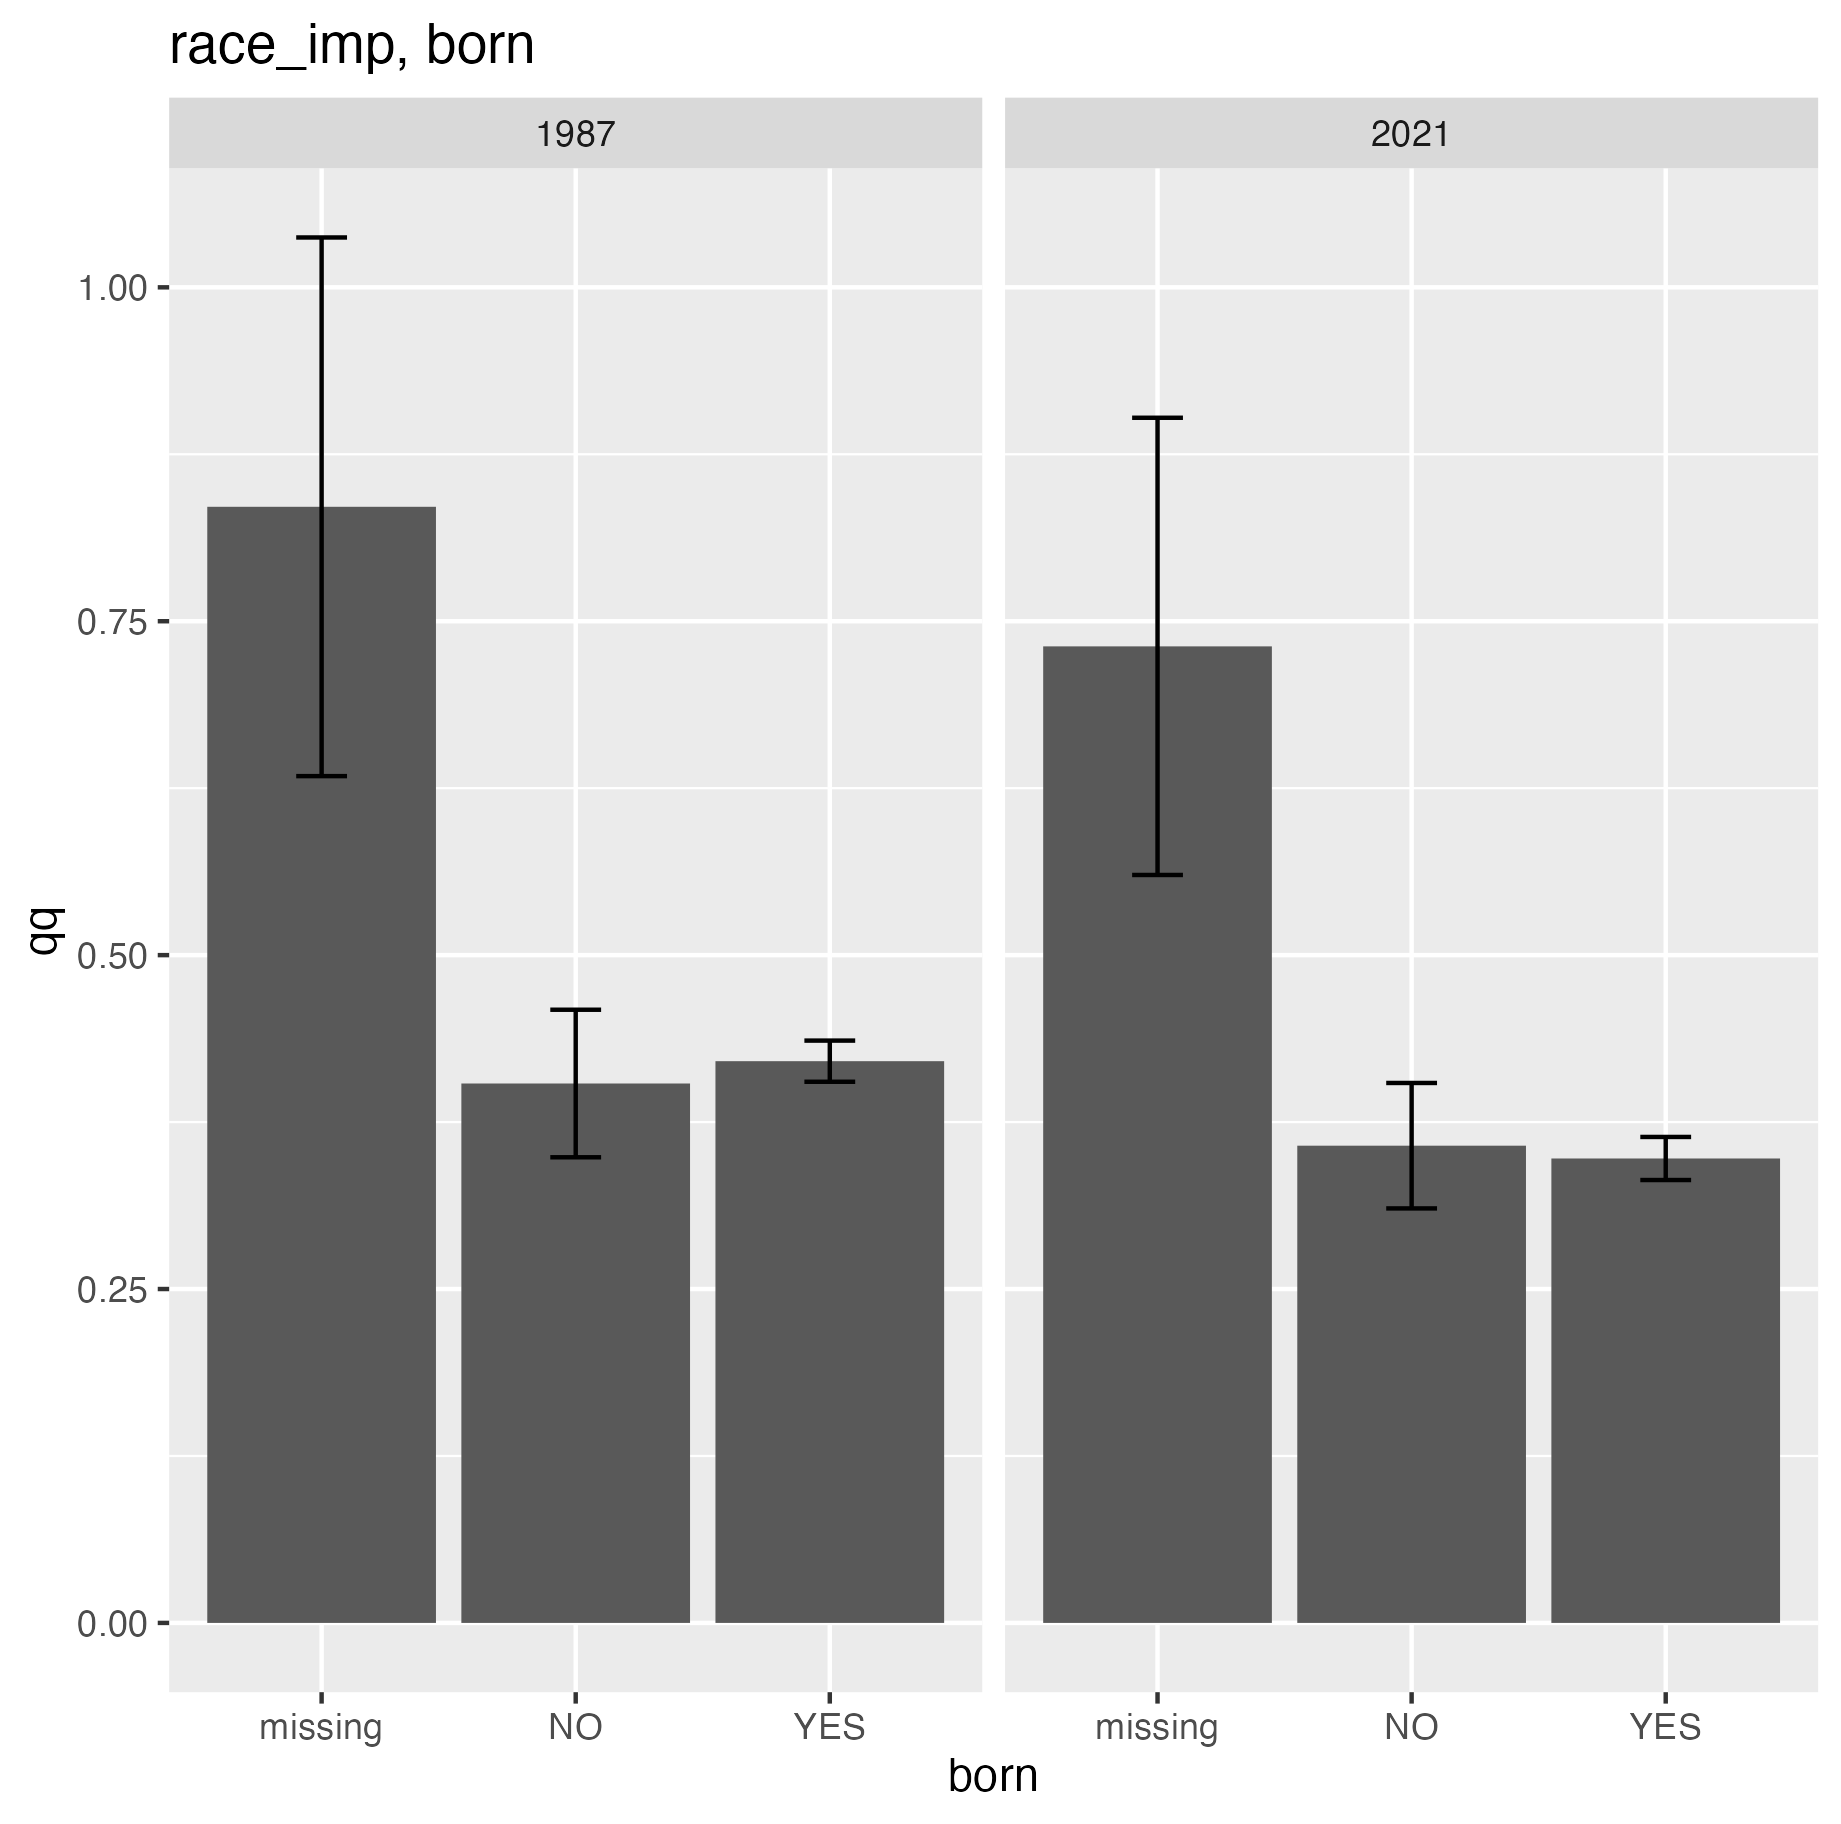 race_imp, born
1987
2021
1.00
0.75
0.50
0.25
0.00
qq
missing NO YES missing NO YES
born